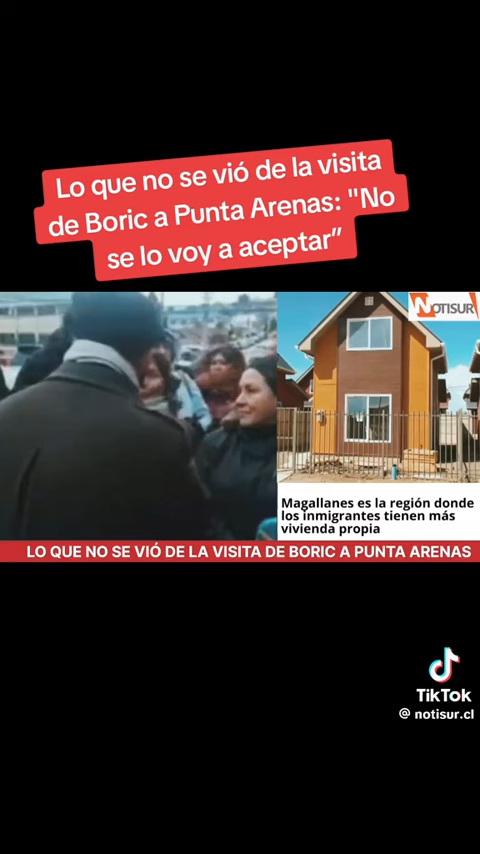 Lo que no se vió de la visita
de Boric a Punta Arenas: "No
se lo voy a aceptar”
NOTISUR
Magallanes es la región donde
los inmigrantes tienen más
vivienda propia
LO QUE NO SE VIÓ DE LA VISITA DE BORIC A PUNTA ARENAS
TikTok
@ notisur.cl